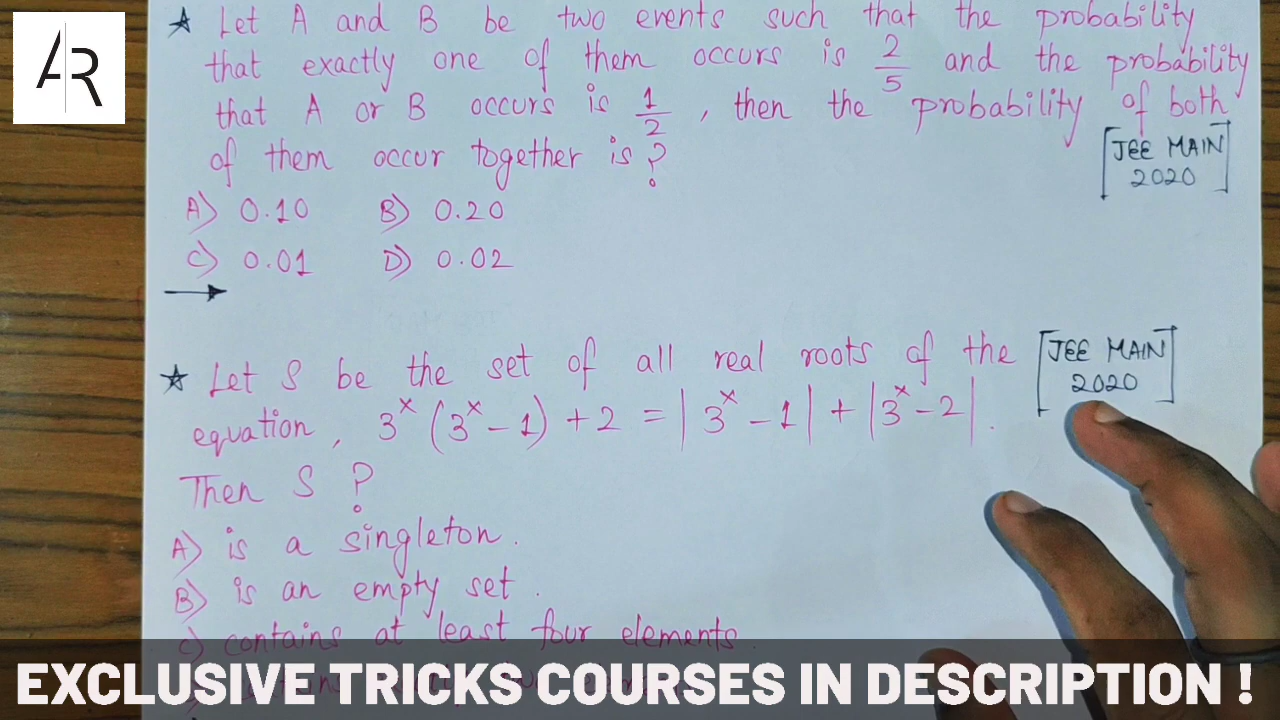 AR
★ Let A and B be two events such that the probability
that exactly one of them occurs is 2/5 and the probability
that A or B occurs is 1/2, then the probability of both
of them occur together is?
[JEE MAIN
2020]
A) 0.10 B) 0.20
C) 0.01 D) 0.02
→
★ Let S be the set of all real roots of the
equation, 3^x (3^x - 1) + 2 = |3^x - 1| + |3^x - 2|.
[JEE MAIN
2020]
Then S ?
A) is a singleton.
B) is an empty set.
C) contains at least four elements.
EXCLUSIVE TRICKS COURSES IN DESCRIPTION !